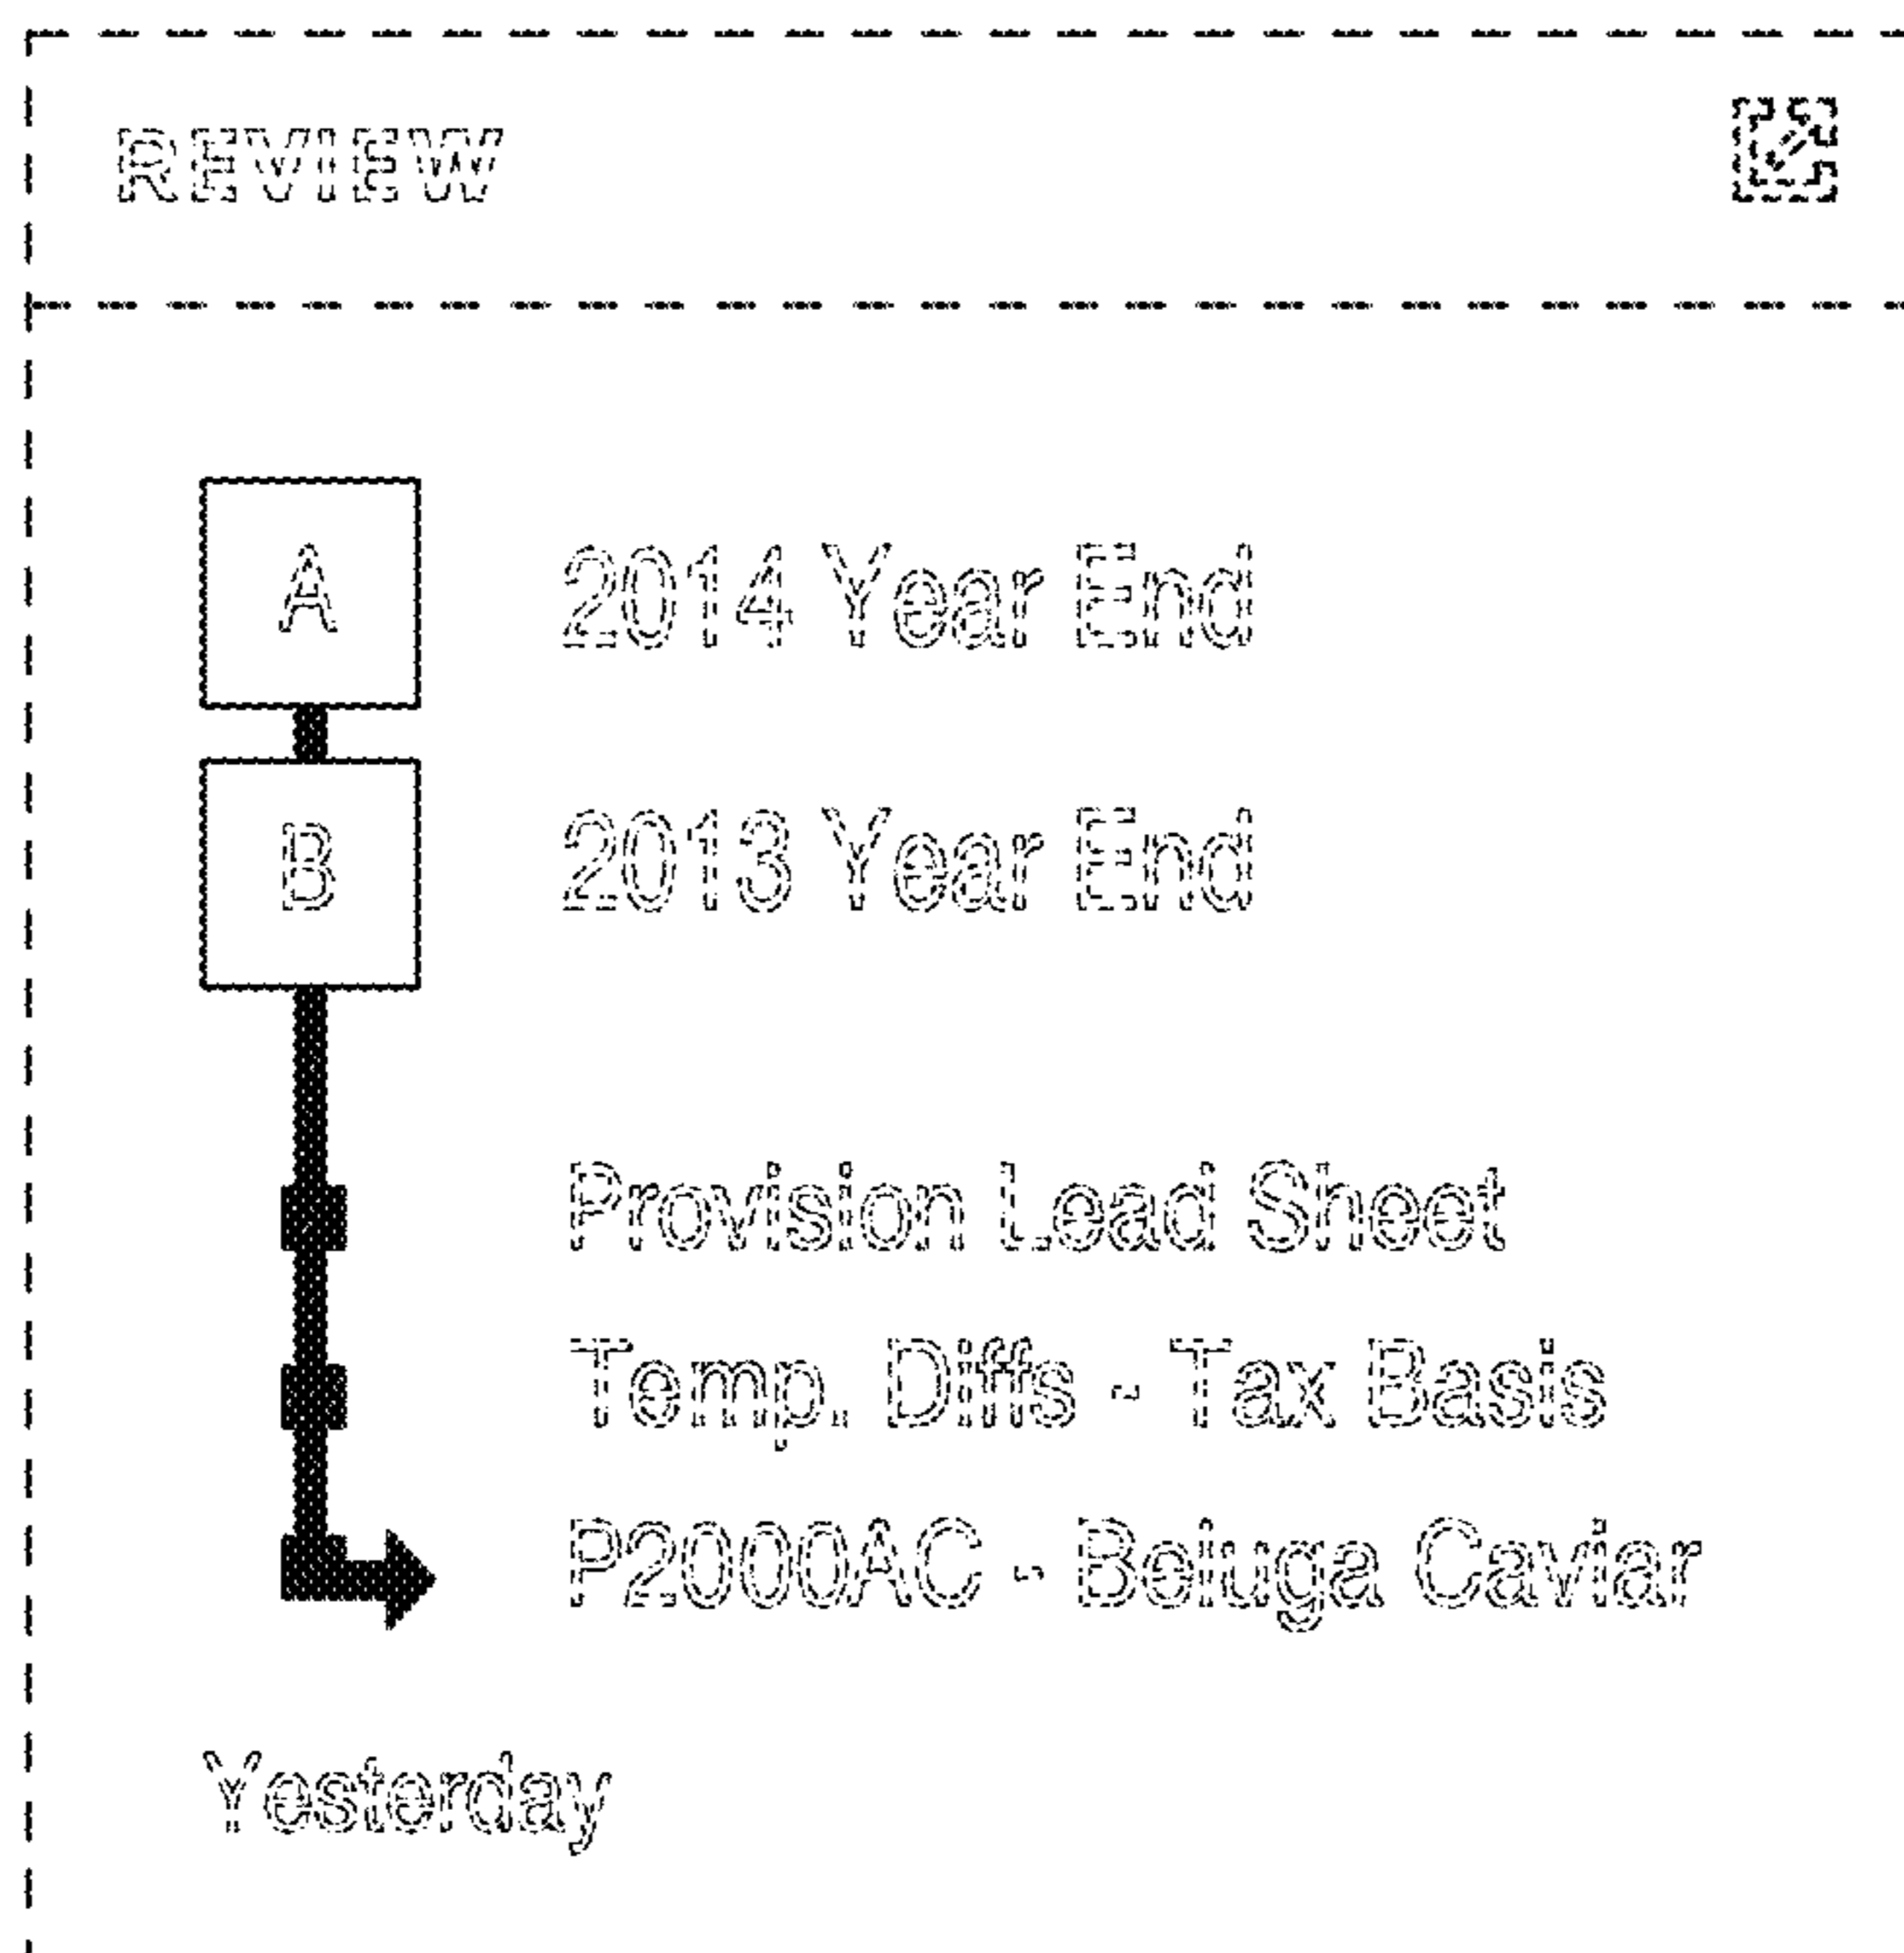 REVIEW
A 2014 Year End
B 2013 Year End
Provision Lead Sheet
Temp. Diffs - Tax Basis
P2000AC - Beluga Caviar
Yesterday